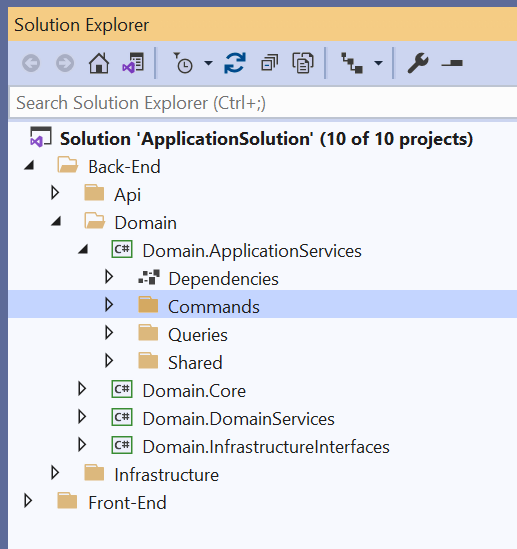 Solution Explorer
Search Solution Explorer (Ctrl+;)
Solution 'ApplicationSolution' (10 of 10 projects)
Back-End
Api
Domain
C# Domain.ApplicationServices
Dependencies
Commands
Queries
Shared
C# Domain.Core
C# Domain.DomainServices
C# Domain.InfrastructureInterfaces
Infrastructure
Front-End